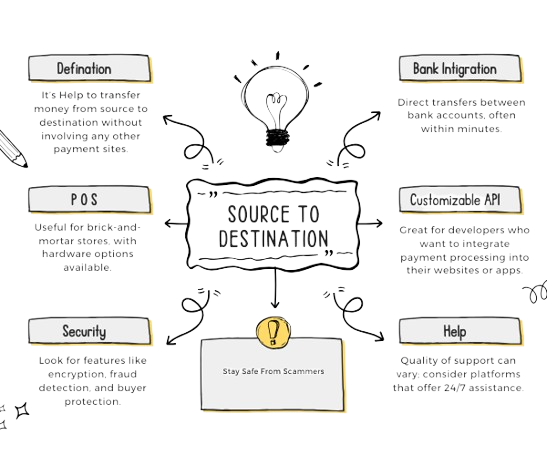 Defination
It's Help to transfer
money from source to
destination without
involving any other
payment sites.
Bank Intigration
Direct transfers between
bank accounts, often
within minutes.
P O S
Useful for brick-and-
mortar stores, with
hardware options
available.
SOURCE TO
DESTINATION
Customizable API
Great for developers who
want to integrate
payment processing into
their websites or apps.
Security
Look for features like
encryption, fraud
detection, and buyer
protection.
!
Stay Safe From Scammers
Help
Quality of support can
vary; consider platforms
that offer 24/7 assistance.